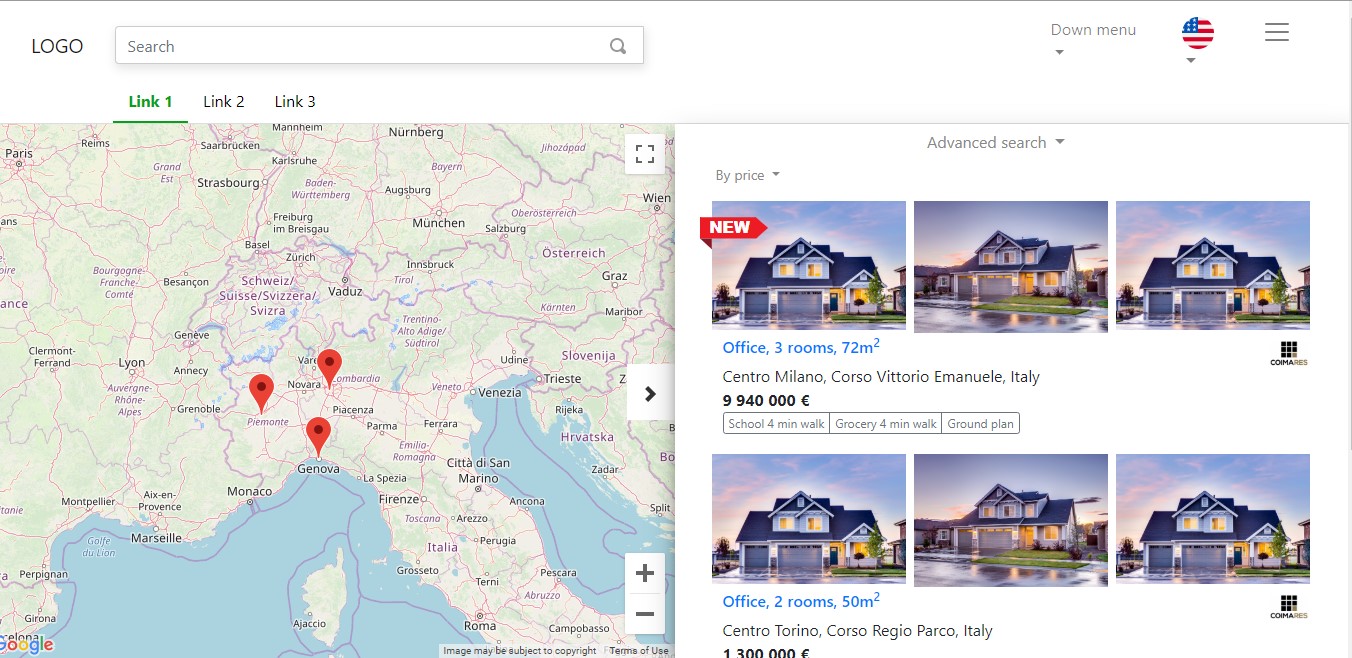 LOGO
Search
Down menu
Link 1
Link 2
Link 3
Mannheim
Nürnberg
Paris
Reims
Saarbrücken
Karlsruhe
Jihozápad
Grand
Est
Strasbourg
Baden-
Württemberg
Bayern
Augsburg
Wien
Freiburg
im Breisgau
München
Oberösterreich
Salzburg
Basel
Zürich
Österreich
Bourgogne-
Franche-
Comté
Besançon
Schweiz/
Suisse/Svizzera/
Svizra
Vaduz
Innsbruck
Tirol
Graz
Kärnten
Maribor
Trentino-
Alto Adige/
Südtirol
Genève
Clermont-
Ferrand
Lyon
Annecy
Auvergne-
Rhône-
Alpes
Grenoble
Vare
Novara
Lombardia
Udine
Slovenija
Trieste
Veneto
Venezia
Piemonte
Piacenza
Parma
Ferrara
Rijeka
Hrvatska
Emilia-
Romagna
Genova
La Spezia
Città di San
Marino
Zadar
Monaco
Firenze
Ancona
Split
Montpellier
Aix-en-
Provence
Marseille
Toscana
Arezzo
Golfe
du Lion
Italia
Perugia
Perpignan
Grosseto
Terni
Pescara
Abruzzo
Girona
Ajaccio
Roma
Campobasso
Google
Image may be subject to copyright
Terms of Use
Advanced search
By price
NEW
Office, 3 rooms, 72m²
COIMARES
Centro Milano, Corso Vittorio Emanuele, Italy
9 940 000 €
School 4 min walk
Grocery 4 min walk
Ground plan
Office, 2 rooms, 50m²
COIMARES
Centro Torino, Corso Regio Parco, Italy
1 300 000 €